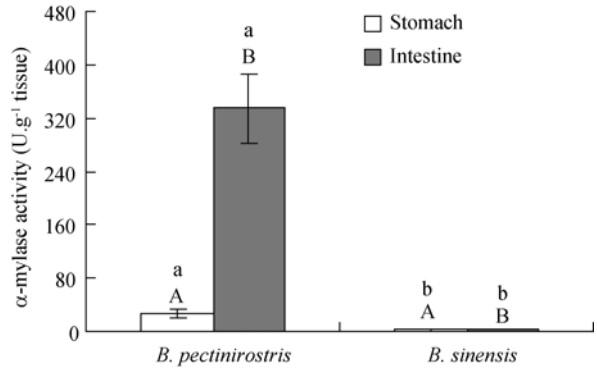 480
400
320
240
160
80
0
α-mylase activity (U.g⁻¹ tissue)
Stomach
Intestine
a
B
a
A
b
A
b
B
B. pectinirostris
B. sinensis